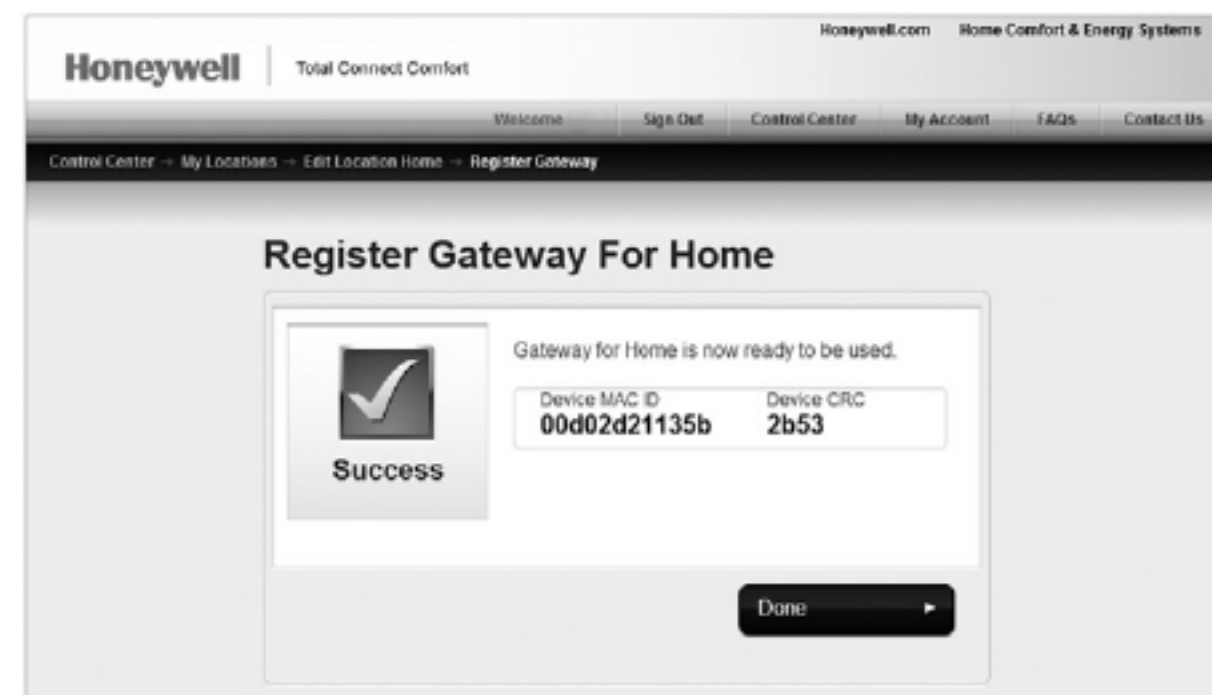 Honeywell.com Home Comfort & Energy Systems
Honeywell Total Connect Comfort
Welcome Sign Out Control Center My Account FAQs Contact Us
Control Center → My Locations → Edit Location Home → Register Gateway
Register Gateway For Home
Gateway for Home is now ready to be used.
Device MAC ID Device CRC
00d02d21135b 2b53
Success
Done